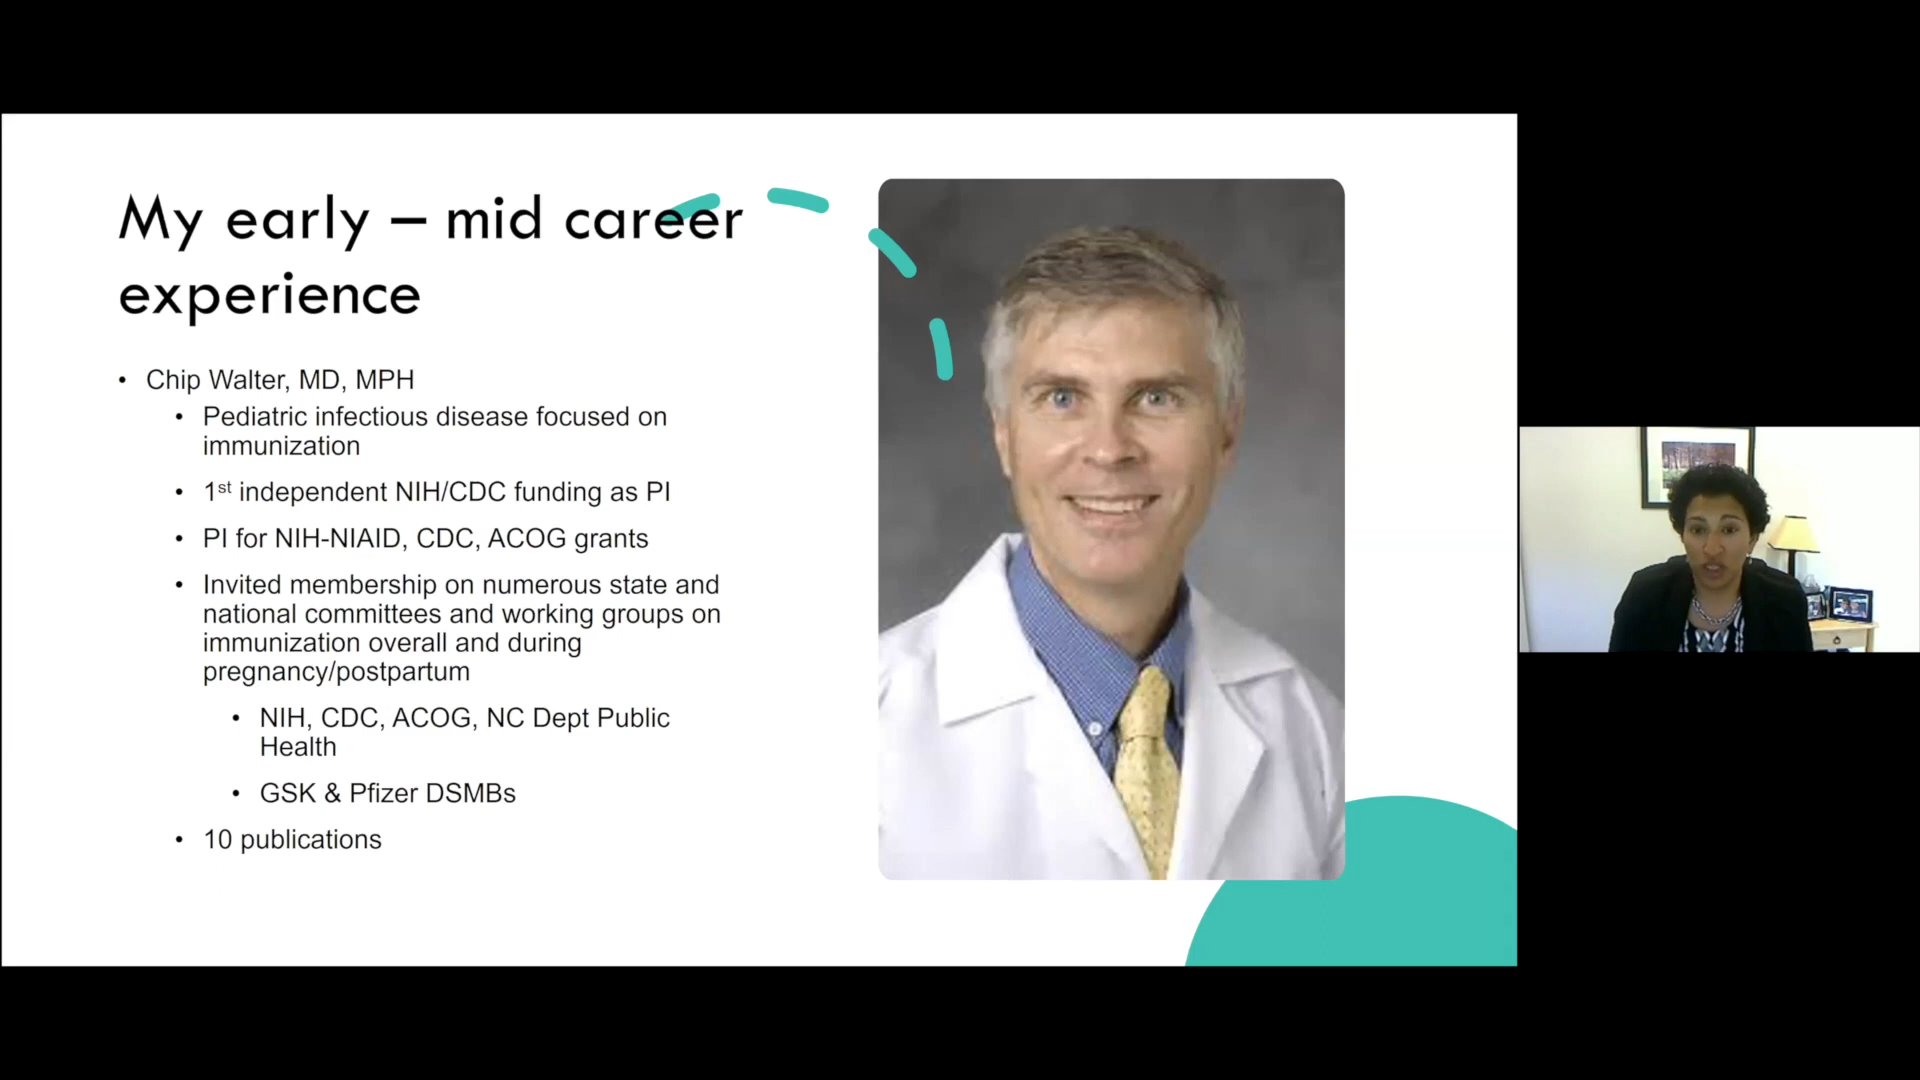 My early – mid career
experience
• Chip Walter, MD, MPH
• Pediatric infectious disease focused on
immunization
• 1st independent NIH/CDC funding as PI
• PI for NIH-NIAID, CDC, ACOG grants
• Invited membership on numerous state and
national committees and working groups on
immunization overall and during
pregnancy/postpartum
• NIH, CDC, ACOG, NC Dept Public
Health
• GSK & Pfizer DSMBs
• 10 publications